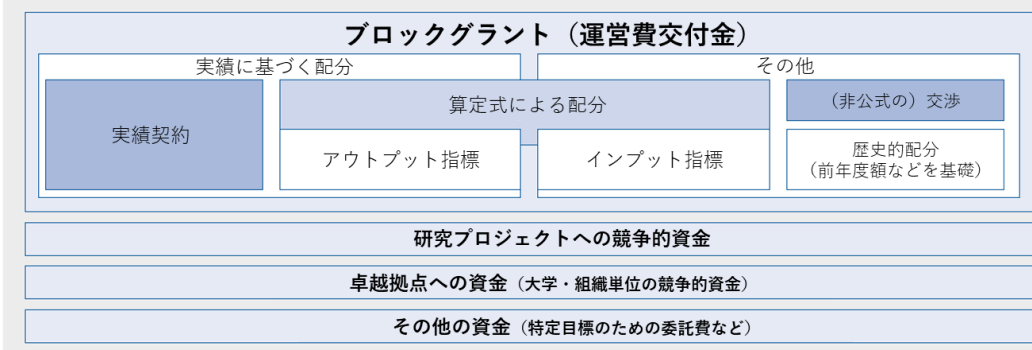 ブロックグラント（運営費交付金）
実績に基づく配分
その他
実績契約
算定式による配分
アウトプット指標
インプット指標
（非公式の）交渉
歴史的配分
（前年度額などを基礎）
研究プロジェクトへの競争的資金
卓越拠点への資金（大学・組織単位の競争的資金）
その他の資金（特定目標のための委託費など）